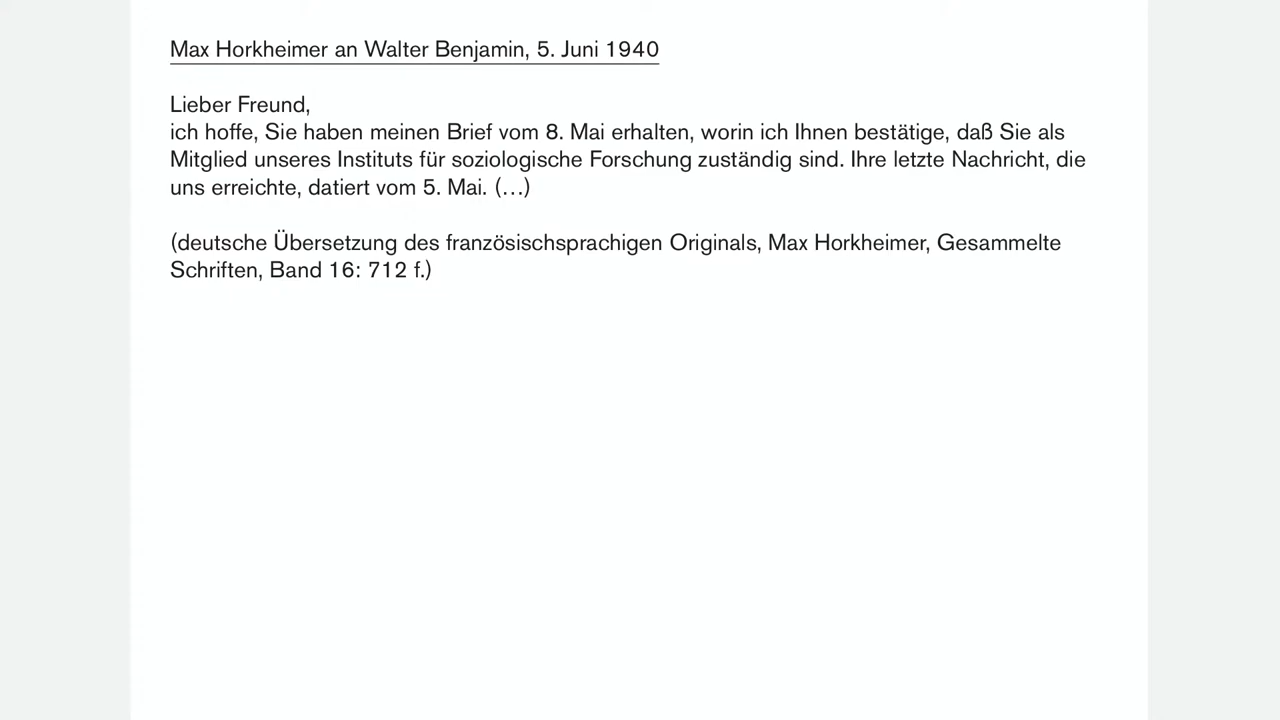 Max Horkheimer an Walter Benjamin, 5. Juni 1940
Lieber Freund,
ich hoffe, Sie haben meinen Brief vom 8. Mai erhalten, worin ich Ihnen bestätige, daß Sie als
Mitglied unseres Instituts für soziologische Forschung zuständig sind. Ihre letzte Nachricht, die
uns erreichte, datiert vom 5. Mai. (…)
(deutsche Übersetzung des französischsprachigen Originals, Max Horkheimer, Gesammelte
Schriften, Band 16: 712 f.)